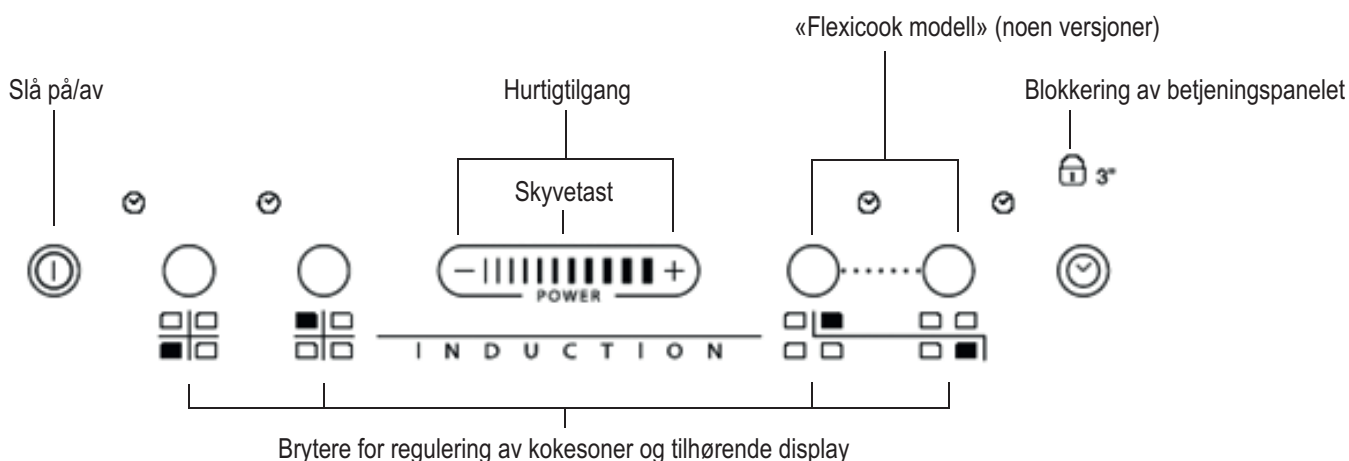 «Flexicook modell» (noen versjoner)
Slå på/av
Hurtigtilgang
Blokkering av betjeningspanelet
Skyvetast
3"
POWER
INDUCTION
Brytere for regulering av kokesoner og tilhørende display